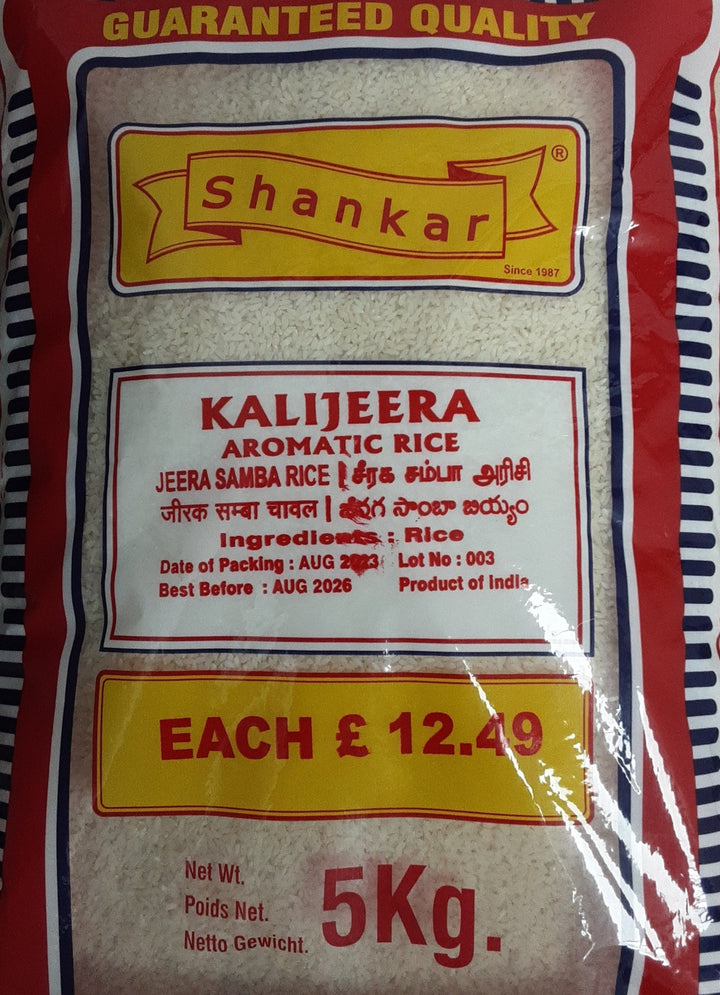 GUARANTEED QUALITY
Shankar ®
Since 1987
KALIJEERA
AROMATIC RICE
JEERA SAMBA RICE | சீரக சம்பா அரிசி
जीरक सम्बा चावल | జీరగ సాంబా బియ్యం
Ingredients : Rice
Date of Packing : AUG 2023 Lot No : 003
Best Before : AUG 2026 Product of India
EACH £ 12.49
Net Wt.
Poids Net.
Netto Gewicht.
5Kg.